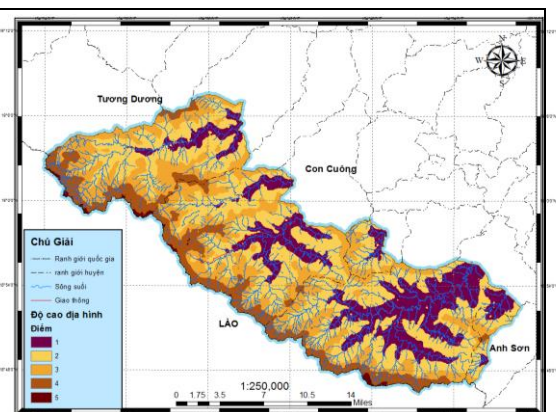 N
W
E
S
Tương Dương
Con Cuông
LÀO
Anh Sơn
Chú Giải
Ranh giới quốc gia
ranh giới huyện
Sông suối
Giao thông
Độ cao địa hình
Điểm
1
2
3
4
5
1:250,000
0 1.75 3.5 7 10.5 14
Miles